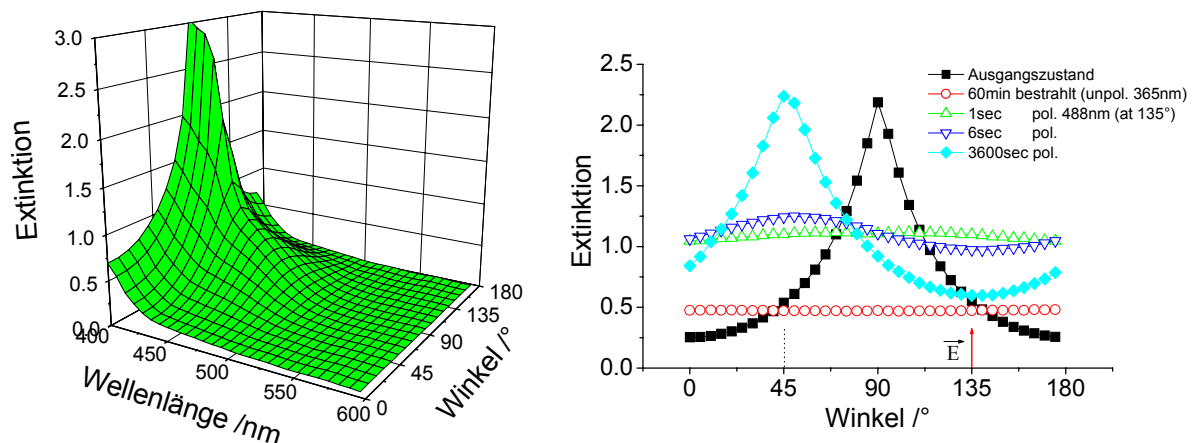 3.0
2.5
2.0
1.5
1.0
0.5
0.0
Extinktion
400
450
500
550
600
Wellenlänge /nm
0
45
90
135
180
Winkel /°
2.5
2.0
1.5
1.0
0.5
0.0
Extinktion
Ausgangszustand
60min bestrahlt (unpol. 365nm)
1sec pol. 488nm (at 135°)
6sec pol.
3600sec pol.
E
0 45 90 135 180
Winkel /°